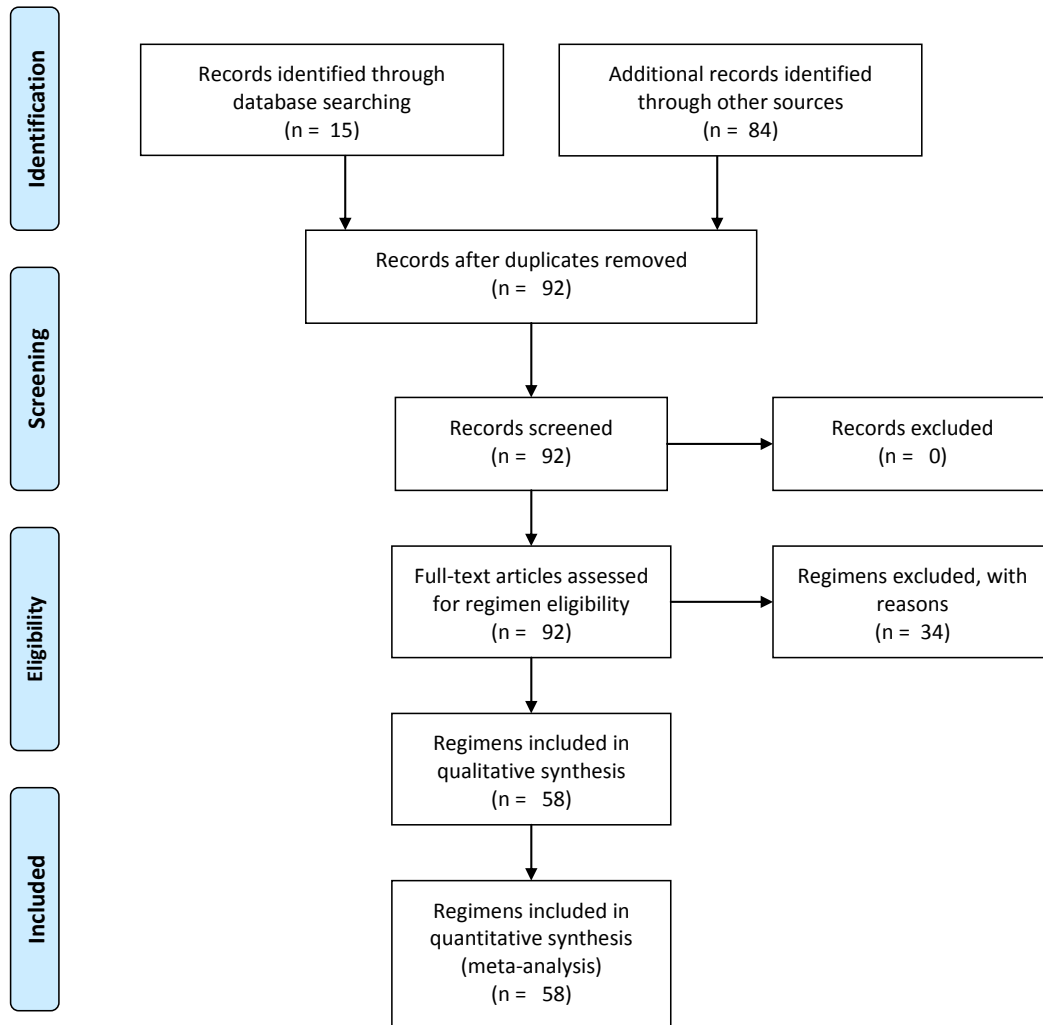 Identification
Records identified through
database searching
(n = 15)
Additional records identified
through other sources
(n = 84)
Records after duplicates removed
(n = 92)
Screening
Records screened
(n = 92)
Records excluded
(n = 0)
Eligibility
Full-text articles assessed
for regimen eligibility
(n = 92)
Regimens excluded, with
reasons
(n = 34)
Regimens included in
qualitative synthesis
(n = 58)
Included
Regimens included in
quantitative synthesis
(meta-analysis)
(n = 58)